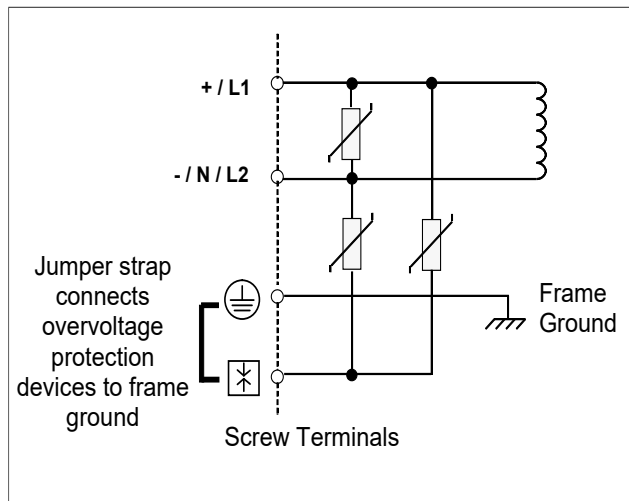 + / L1
- / N / L2
Jumper strap
connects
overvoltage
protection
devices to frame
ground
Frame
Ground
Screw Terminals